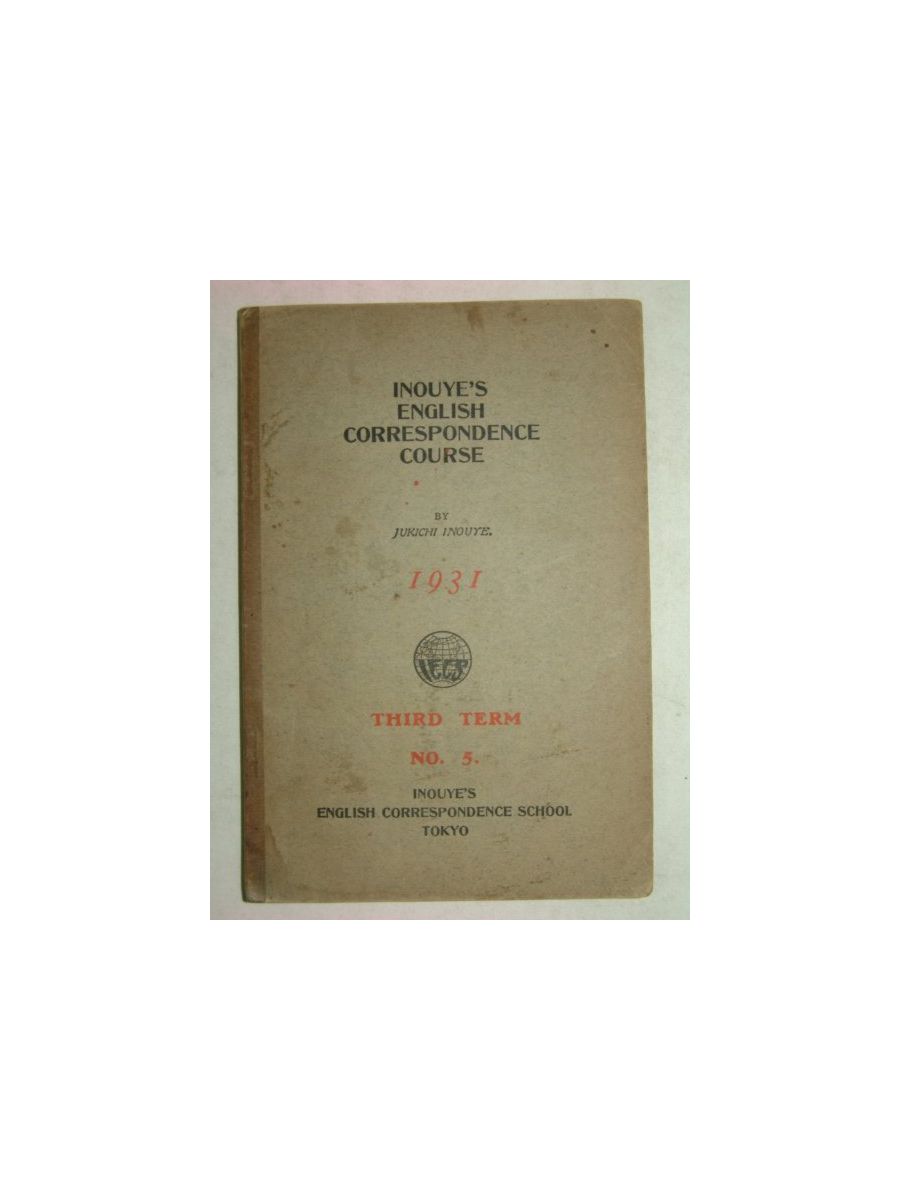 INOUYE'S
ENGLISH
CORRESPONDENCE
COURSE
BY
JUKICHI INOUYE.
1931
IECS
THIRD TERM
NO. 5.
INOUYE'S
ENGLISH CORRESPONDENCE SCHOOL
TOKYO